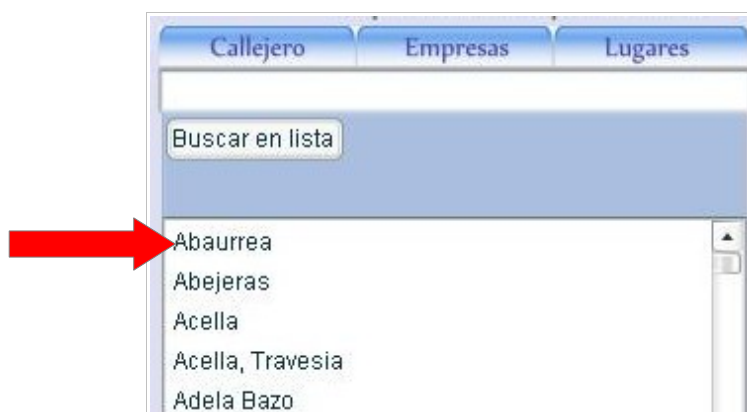 Callejero Empresas Lugares
Buscar en lista
Abaurrea
Abejeras
Acella
Acella, Travesia
Adela Bazo